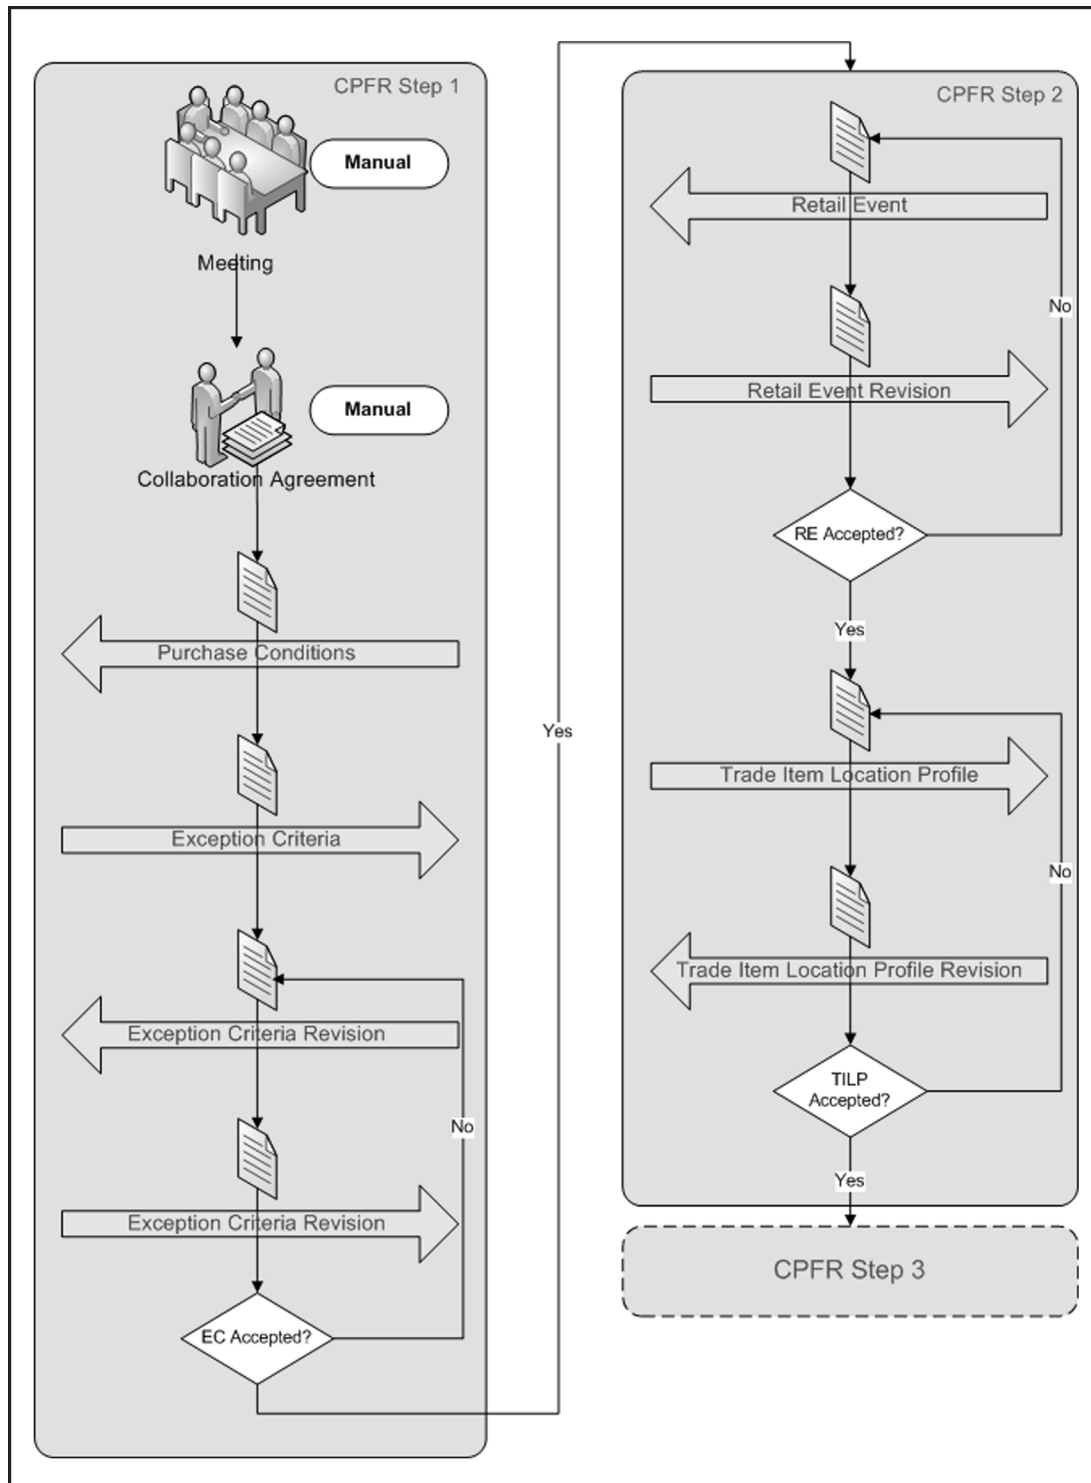 CPFR Step 1
Manual
Meeting
Manual
Collaboration Agreement
Purchase Conditions
Exception Criteria
Exception Criteria Revision
No
Exception Criteria Revision
EC Accepted?
Yes
CPFR Step 2
Retail Event
No
Retail Event Revision
RE Accepted?
Yes
Trade Item Location Profile
No
Trade Item Location Profile Revision
TILP
Accepted?
Yes
CPFR Step 3